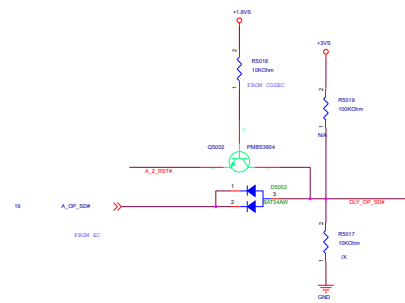 +1.8VS
+3VS
2
R5018
10KOhm
1
FROM CODEC
2
R5019
100KOhm
1
N/A
Q5002
PMBS3904
A_Z_RST#
D5002
1
3
2
BAT54AW
DLY_OP_SD#
19
A_OP_SD#
FROM EC
2
R5017
10KOhm
1
/X
GND